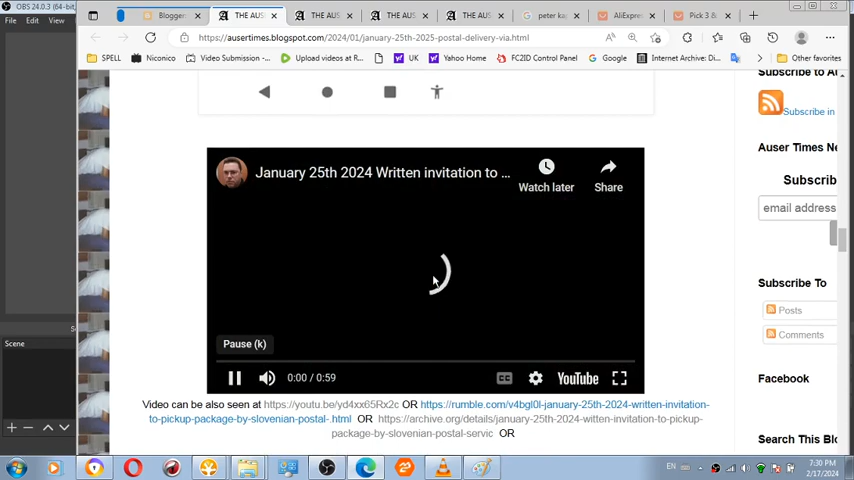 OBS 24.0.3 (64-bit,
Blogger:
THE AUS
THE AUS
THE AUS
THE AUS
peter ka
AliExpre
Pick 3 &
https://ausertimes.blogspot.com/2024/01/january-25th-2025-postal-delivery-via.html
File Edit View
SPELL
Niconico
Video Submission -...
Upload videos at R...
UK
Yahoo Home
FC2ID Control Panel
Google
Internet Archive: Di...
Other favorites
Subscribe to Au
Subscribe in
January 25th 2024 Written invitation to ...
Watch later
Share
Auser Times Ne
Subscrib
email address
Subscribe To
Posts
Comments
Pause (k)
0:00 / 0:59
CC
YouTube
Scene
Facebook
Video can be also seen at https://youtu.be/yd4xx65Rx2c OR https://rumble.com/v4bgl0l-january-25th-2024-written-invitation-
to-pickup-package-by-slovenian-postal-.html OR https://archive.org/details/january-25th-2024-witten-invitation-to-pickup-
package-by-slovenian-postal-servic OR
Search This Blo
EN
7:30 PM
2/17/2024